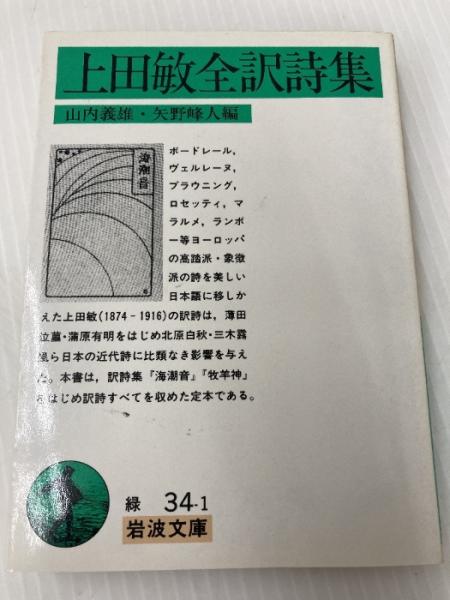 上田敏全訳詩集
山内義雄・矢野峰人編
海潮音
ボードレール,
ヴェルレーヌ,
ブラウニング,
ロセッティ, マ
ラルメ, ランボ
ー等ヨーロッパ
の高踏派・象徴
派の詩を美しい
日本語に移しか
えた上田敏(1874-1916)の訳詩は, 薄田
泣菫・蒲原有明をはじめ北原白秋・三木露
風ら日本の近代詩に比類なき影響を与え
た。本書は, 訳詩集『海潮音』『牧羊神』
をはじめ訳詩すべてを収めた定本である。
緑 34-1
岩波文庫